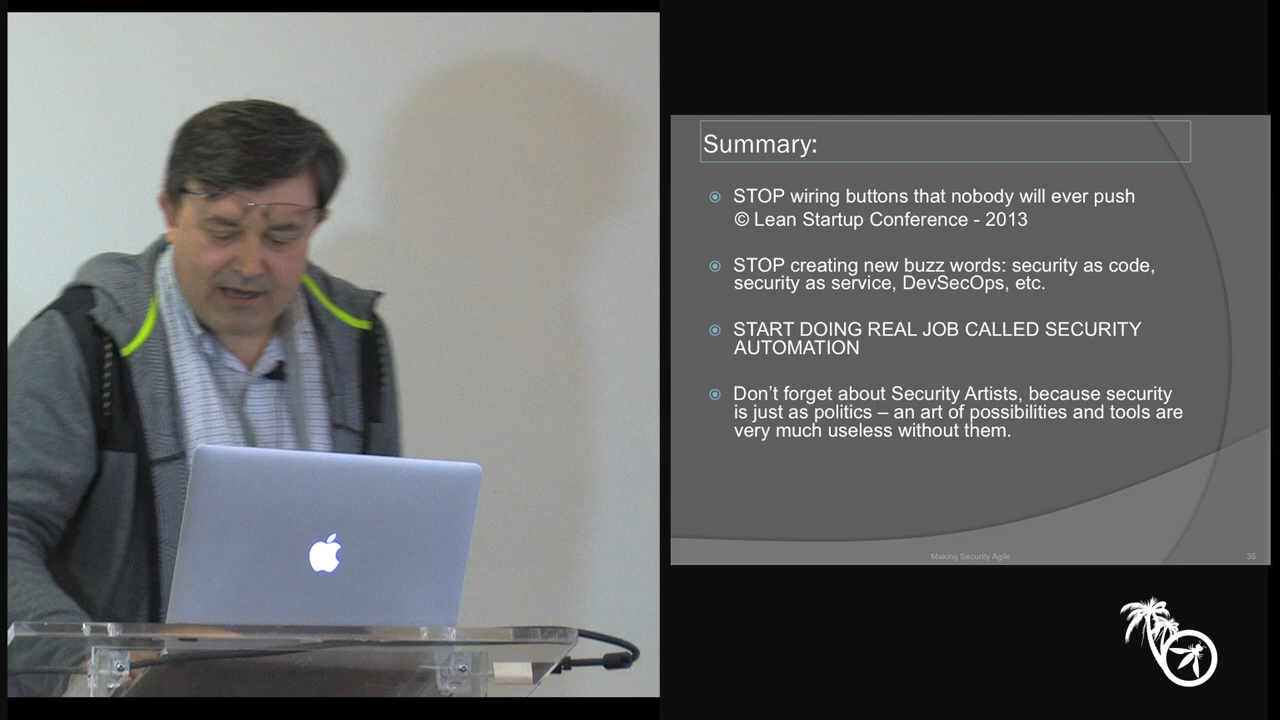 Summary:
STOP wiring buttons that nobody will ever push
© Lean Startup Conference - 2013
STOP creating new buzz words: security as code,
security as service, DevSecOps, etc.
START DOING REAL JOB CALLED SECURITY
AUTOMATION
Don’t forget about Security Artists, because security
is just as politics – an art of possibilities and tools are
very much useless without them.
Making Security Agile
35